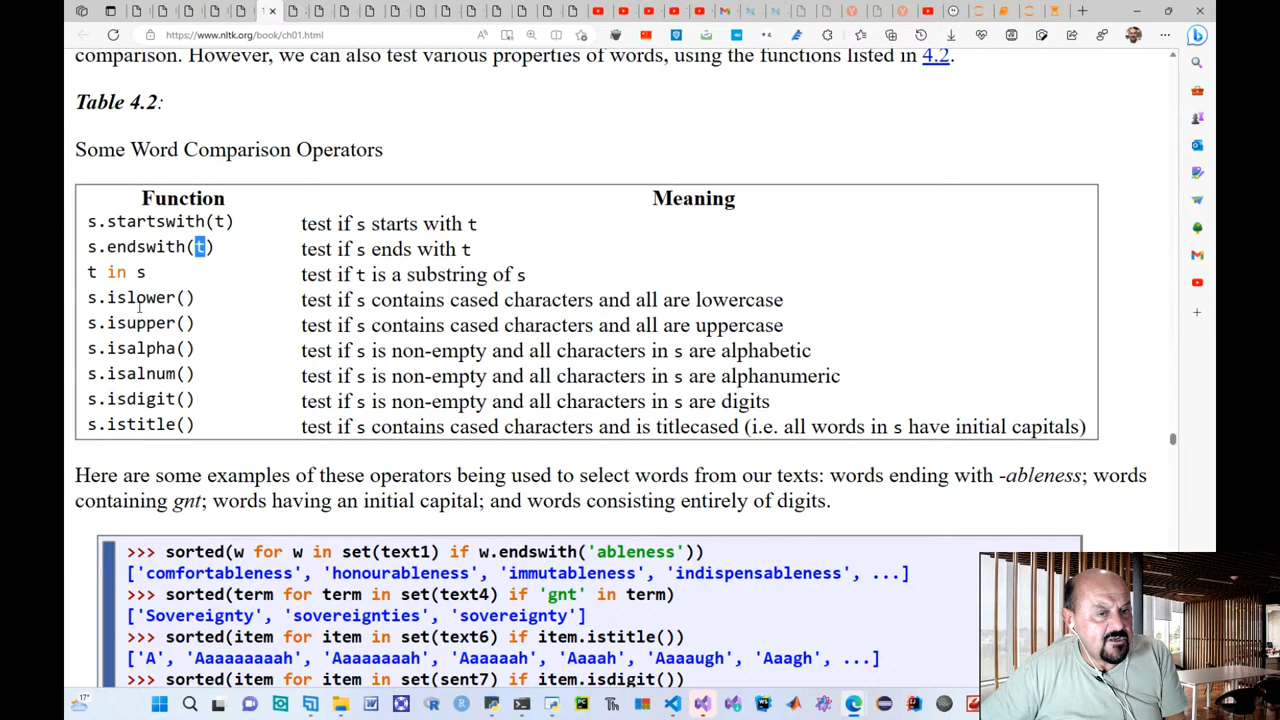 https://www.nltk.org/book/ch01.html
comparison. However, we can also test various properties of words, using the functions listed in 4.2.
Table 4.2:
Some Word Comparison Operators
Function Meaning
s.startswith(t) test if s starts with t
s.endswith(t) test if s ends with t
t in s test if t is a substring of s
s.islower() test if s contains cased characters and all are lowercase
s.isupper() test if s contains cased characters and all are uppercase
s.isalpha() test if s is non-empty and all characters in s are alphabetic
s.isalnum() test if s is non-empty and all characters in s are alphanumeric
s.isdigit() test if s is non-empty and all characters in s are digits
s.istitle() test if s contains cased characters and is titlecased (i.e. all words in s have initial capitals)
Here are some examples of these operators being used to select words from our texts: words ending with -ableness; words
containing gnt; words having an initial capital; and words consisting entirely of digits.
>>> sorted(w for w in set(text1) if w.endswith('ableness'))
['comfortableness', 'honourableness', 'immutableness', 'indispensableness', ...]
>>> sorted(term for term in set(text4) if 'gnt' in term)
['Sovereignty', 'sovereignties', 'sovereignty']
>>> sorted(item for item in set(text6) if item.istitle())
['A', 'Aaaaaaaaah', 'Aaaaaaaah', 'Aaaaaah', 'Aaaah', 'Aaaaugh', 'Aaagh', ...]
>>> sorted(item for item in set(sent7) if item.isdigit())
17°